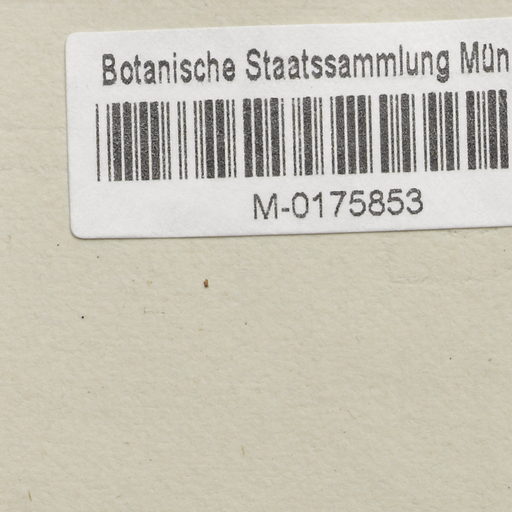 Botanische Staatssammlung Mün
M-0175853